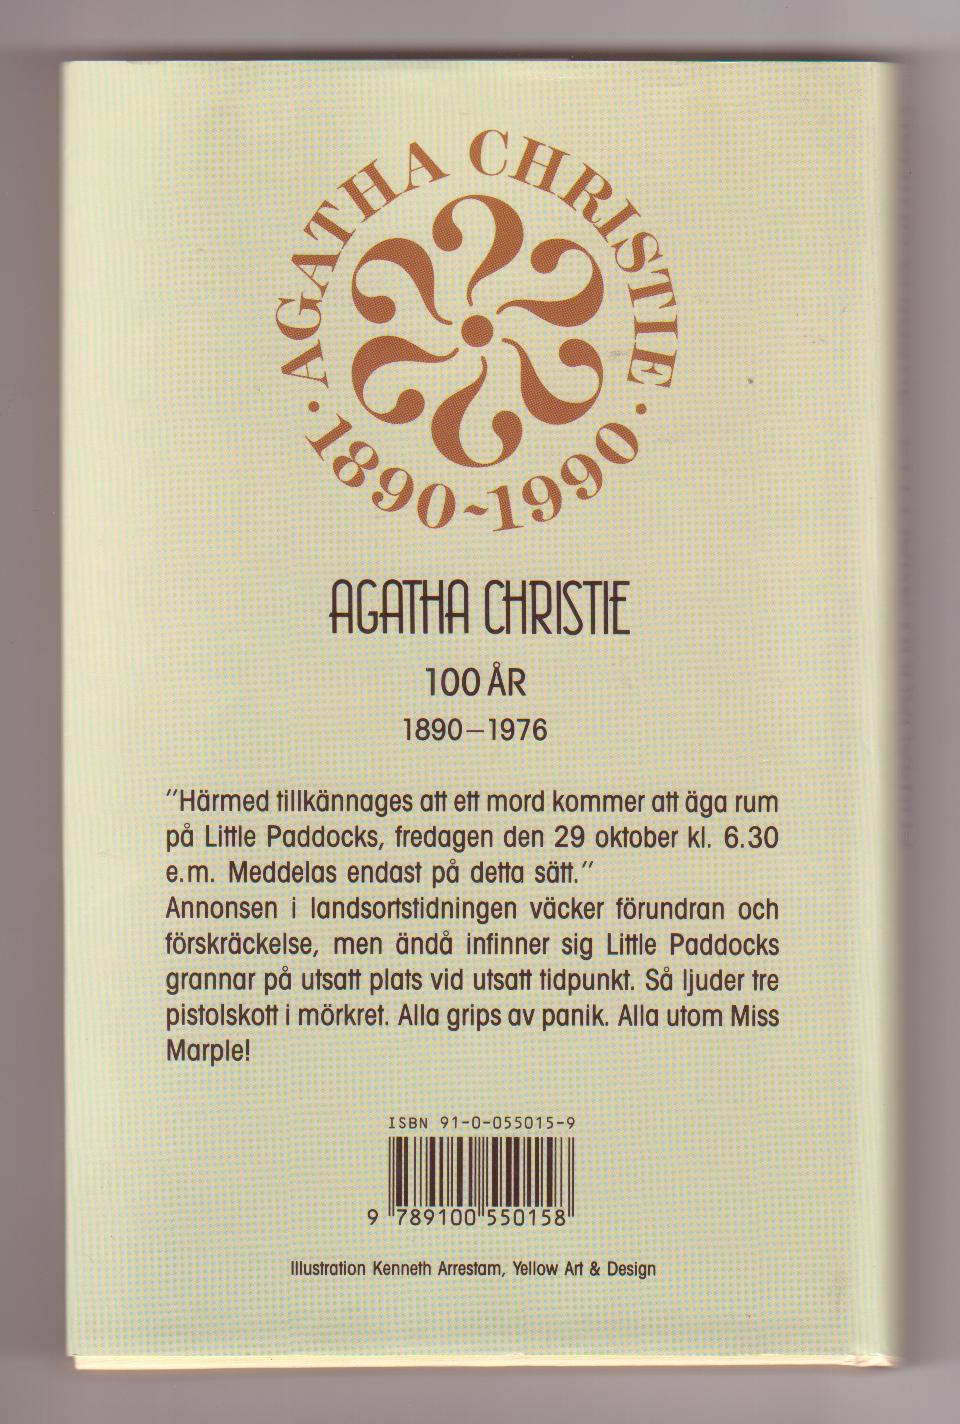 AGATHA CHRISTIE · 1890-1990 ·
AGATHA CHRISTIE
100 ÅR
1890–1976
"Härmed tillkännages att ett mord kommer att äga rum
på Little Paddocks, fredagen den 29 oktober kl. 6.30
e.m. Meddelas endast på detta sätt."
Annonsen i landsortstidningen väcker förundran och
förskräckelse, men ändå infinner sig Little Paddocks
grannar på utsatt plats vid utsatt tidpunkt. Så ljuder tre
pistolskott i mörkret. Alla grips av panik. Alla utom Miss
Marple!
ISBN 91-0-055015-9
9 789100 550158
Illustration Kenneth Arrestam, Yellow Art & Design